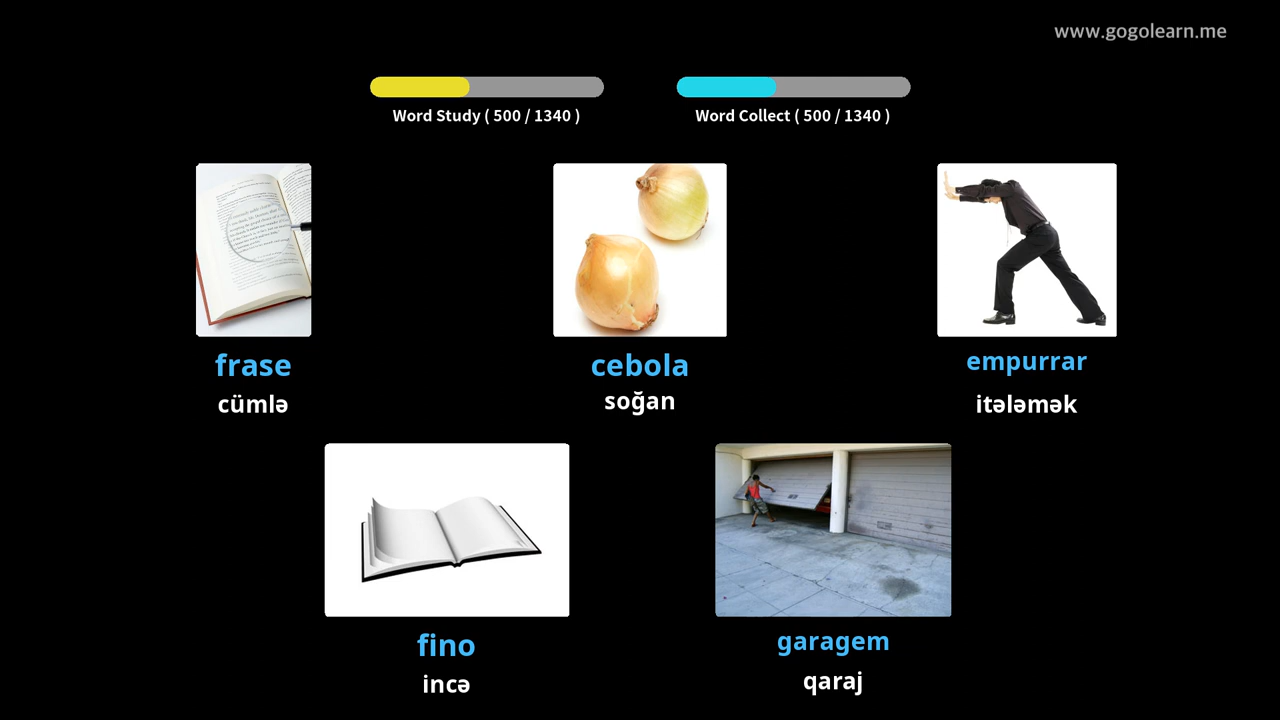 www.gogolearn.me
Word Study ( 500 / 1340 )
Word Collect ( 500 / 1340 )
frase
cümlə
cebola
soğan
empurrar
itələmək
fino
incə
garagem
qaraj